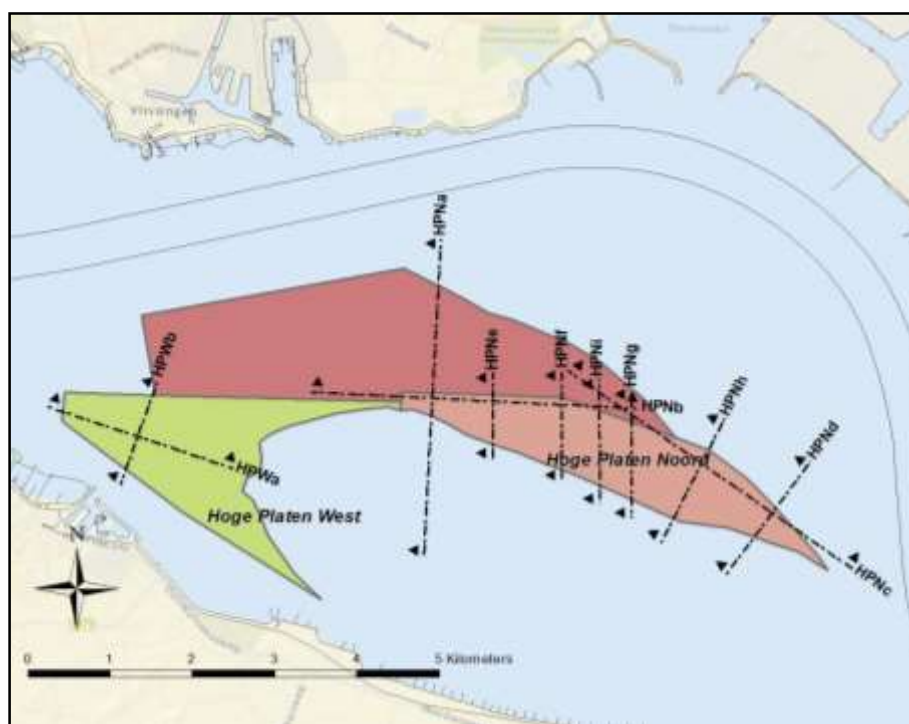 Vlissingen
HPNa
HPWb
HPNe
HPNf
HPNi
HPNg
HPNb
HPNh
HPNd
HPWa
Hoge Platen Noord
Hoge Platen West
HPNc
N
0 1 2 3 4 5 Kilometers